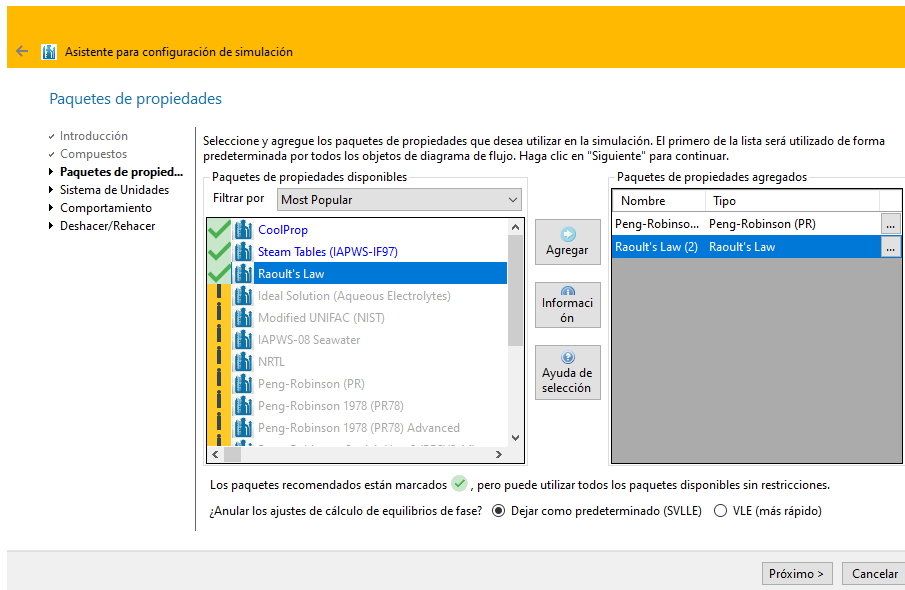 Asistente para configuración de simulación
Paquetes de propiedades
Introducción
Compuestos
Paquetes de propied...
Sistema de Unidades
Comportamiento
Deshacer/Rehacer
Seleccione y agregue los paquetes de propiedades que desea utilizar en la simulación. El primero de la lista será utilizado de forma
predeterminada por todos los objetos de diagrama de flujo. Haga clic en "Siguiente" para continuar.
Paquetes de propiedades disponibles
Filtrar por
Most Popular
CoolProp
Steam Tables (IAPWS-IF97)
Raoult's Law
Ideal Solution (Aqueous Electrolytes)
Modified UNIFAC (NIST)
IAPWS-08 Seawater
NRTL
Peng-Robinson (PR)
Peng-Robinson 1978 (PR78)
Peng-Robinson 1978 (PR78) Advanced
Agregar
Informaci
ón
Ayuda de
selección
Paquetes de propiedades agregados
Nombre Tipo
Peng-Robinso... Peng-Robinson (PR) ...
Raoult's Law (2) Raoult's Law ...
Los paquetes recomendados están marcados , pero puede utilizar todos los paquetes disponibles sin restricciones.
¿Anular los ajustes de cálculo de equilibrios de fase? Dejar como predeterminado (SVLLE) VLE (más rápido)
Próximo >
Cancelar